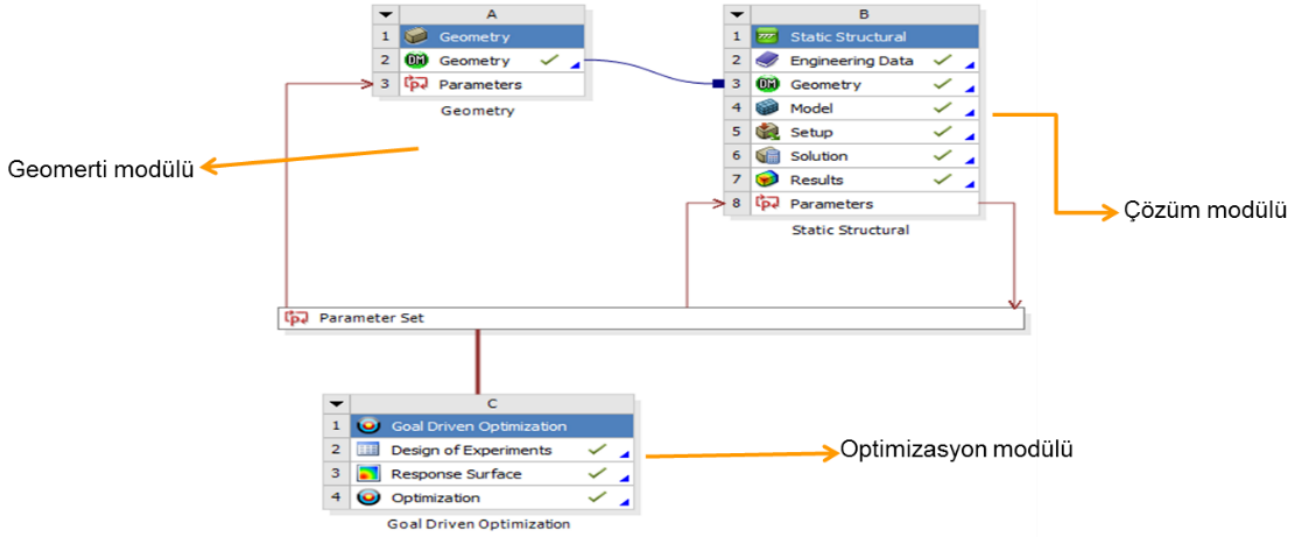 A
1 Geometry
2 DM Geometry
3 Parameters
Geometry
B
1 Static Structural
2 Engineering Data
3 DM Geometry
4 Model
5 Setup
6 Solution
7 Results
8 Parameters
Static Structural
Geomerti modülü
Çözüm modülü
Parameter Set
C
1 Goal Driven Optimization
2 Design of Experiments
3 Response Surface
4 Optimization
Goal Driven Optimization
Optimizasyon modülü